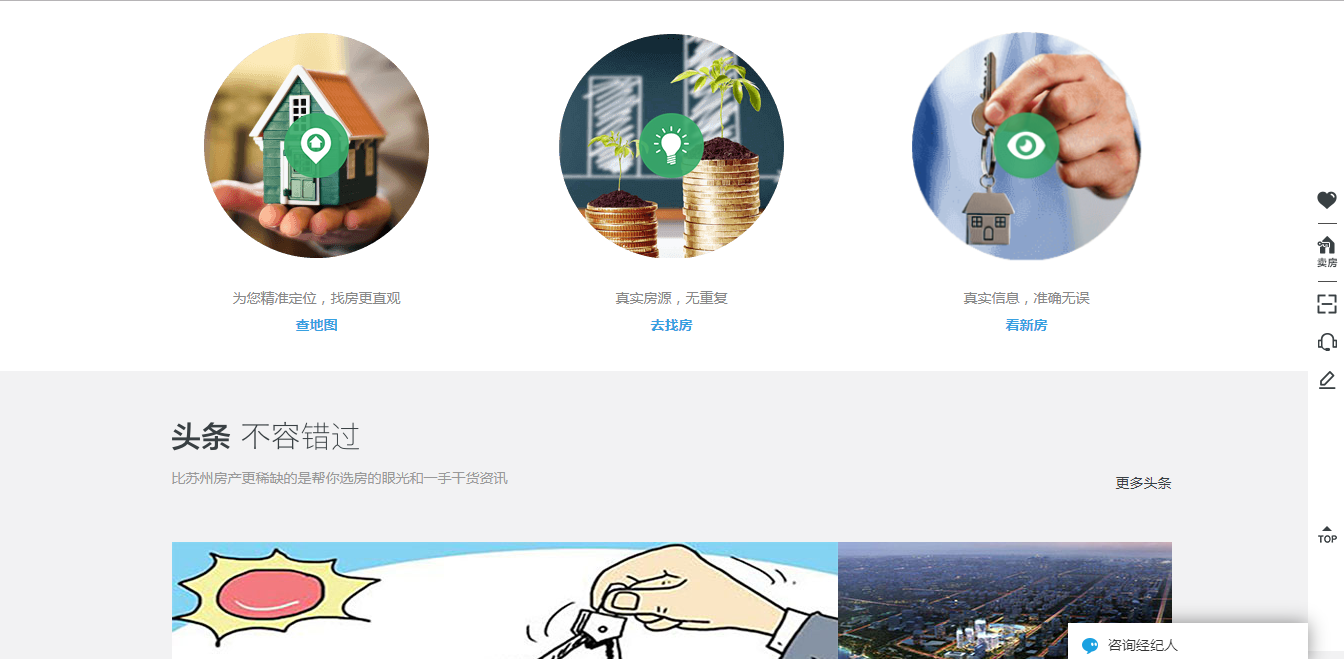 为您精准定位，找房更直观
查地图
真实房源，无重复
去找房
真实信息，准确无误
看新房
卖房
头条 不容错过
比苏州房产更稀缺的是帮你选房的眼光和一手干货资讯
更多头条
TOP
咨询经纪人